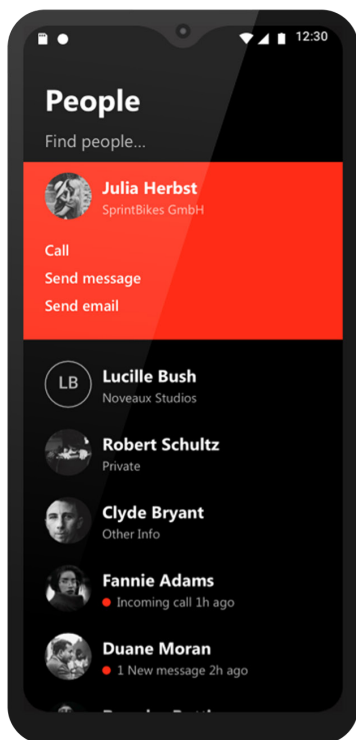 12:30
People
Find people...
Julia Herbst
SprintBikes GmbH
Call
Send message
Send email
LB
Lucille Bush
Noveaux Studios
Robert Schultz
Private
Clyde Bryant
Other Info
Fannie Adams
Incoming call 1h ago
Duane Moran
1 New message 2h ago